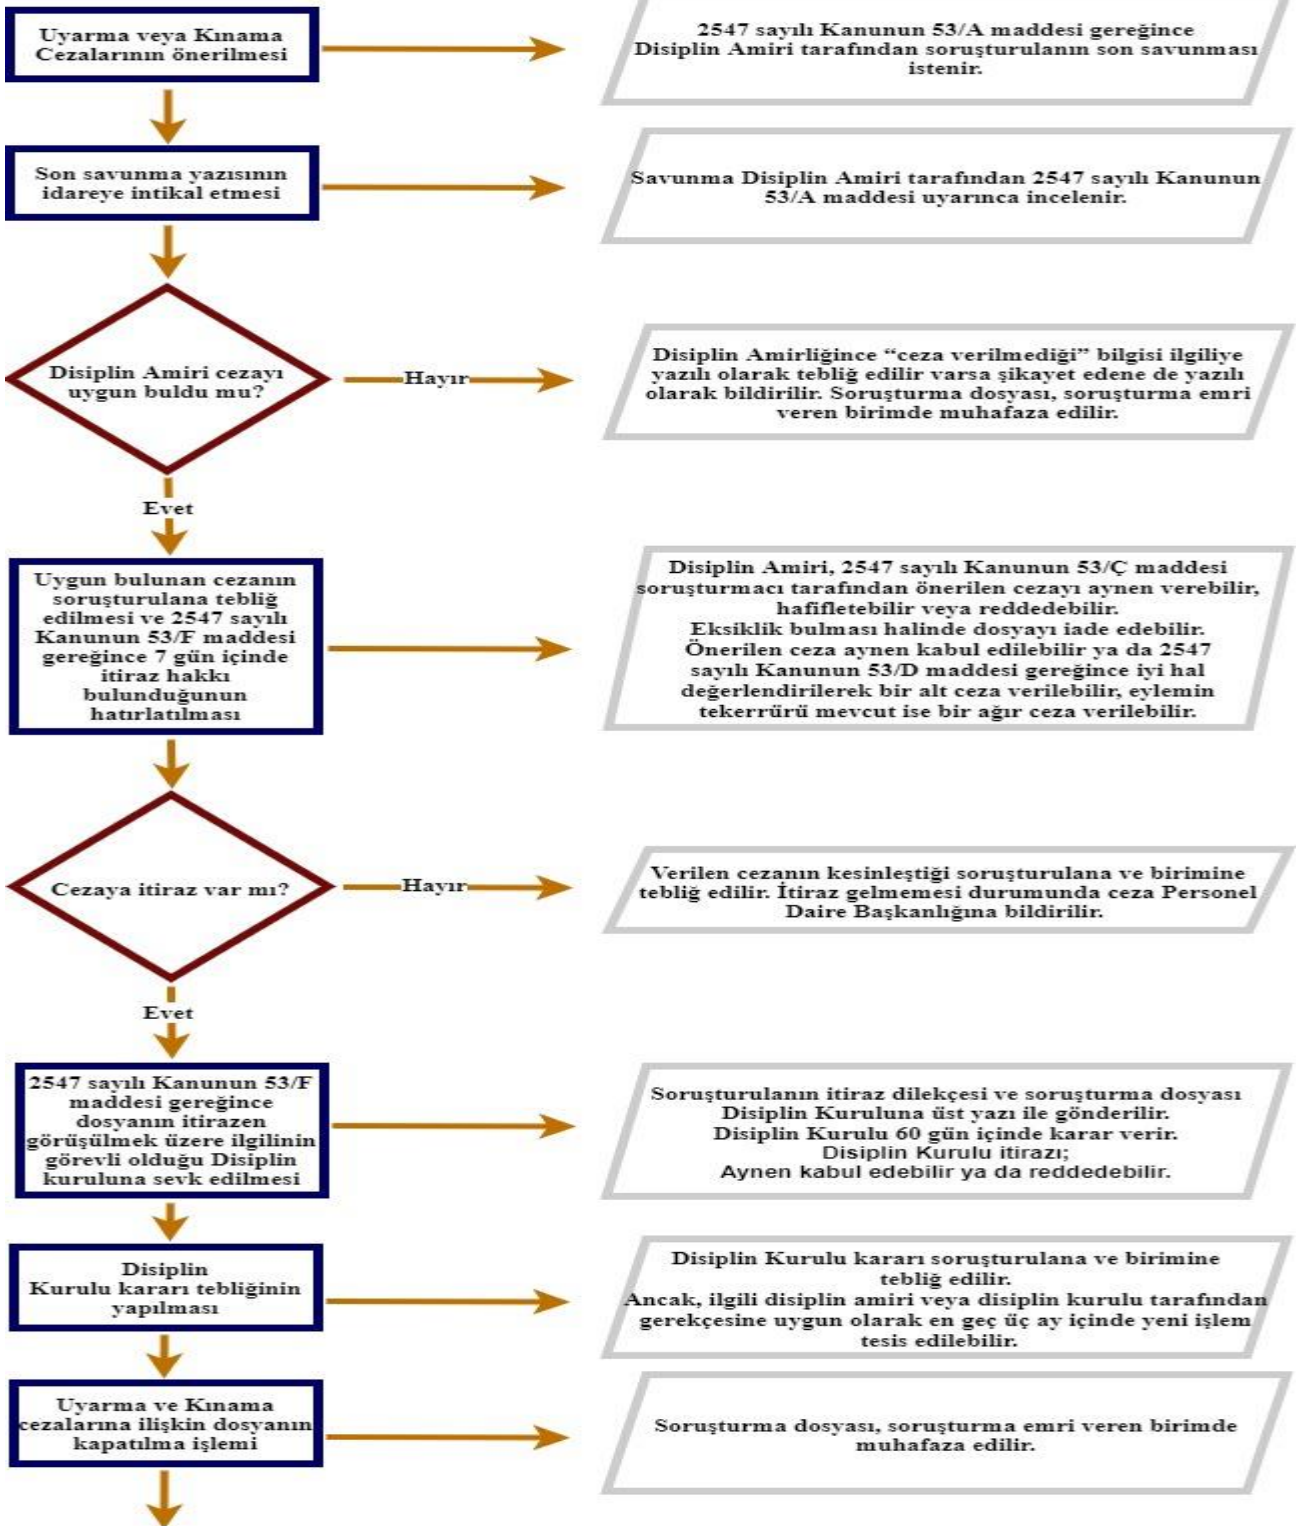 Uyarma veya Kınama
Cezalarının önerilmesi
2547 sayılı Kanunun 53/A maddesi gereğince
Disiplin Amiri tarafından soruşturulanın son savunması
istenir.
Son savunma yazısının
idareye intikal etmesi
Savunma Disiplin Amiri tarafından 2547 sayılı Kanunun
53/A maddesi uyarınca incelenir.
Disiplin Amiri cezayı
uygun buldu mu?
Hayır
Disiplin Amirliğince “ceza verilmediği” bilgisi ilgiliye
yazılı olarak tebliğ edilir varsa şikayet edene de yazılı
olarak bildirilir. Soruşturma dosyası, soruşturma emri
veren birimde muhafaza edilir.
Evet
Uygun bulunan cezanın
soruşturulana tebliğ
edilmesi ve 2547 sayılı
Kanunun 53/F maddesi
gereğince 7 gün içinde
itiraz hakkı
bulunduğunun
hatırlatılması
Disiplin Amiri, 2547 sayılı Kanunun 53/Ç maddesi
soruşturmacı tarafından önerilen cezayı aynen verebilir,
hafifletebilir veya reddedebilir.
Eksiklik bulması halinde dosyayı iade edebilir.
Önerilen ceza aynen kabul edilebilir ya da 2547
sayılı Kanunun 53/D maddesi gereğince iyi hal
değerlendirilerek bir alt ceza verilebilir, eylemin
tekerrürü mevcut ise bir ağır ceza verilebilir.
Cezaya itiraz var mı?
Hayır
Verilen cezanın kesinleştiği soruşturulana ve birimine
tebliğ edilir. İtiraz gelmemesi durumunda ceza Personel
Daire Başkanlığına bildirilir.
Evet
2547 sayılı Kanunun 53/F
maddesi gereğince
dosyanın itirazen
görüşülmek üzere ilgilinin
görevli olduğu Disiplin
kuruluna sevk edilmesi
Soruşturulanın itiraz dilekçesi ve soruşturma dosyası
Disiplin Kuruluna üst yazı ile gönderilir.
Disiplin Kurulu 60 gün içinde karar verir.
Disiplin Kurulu itirazı;
Aynen kabul edebilir ya da reddedebilir.
Disiplin
Kurulu kararı tebliğinin
yapılması
Disiplin Kurulu kararı soruşturulana ve birimine
tebliğ edilir.
Ancak, ilgili disiplin amiri veya disiplin kurulu tarafından
gerekçesine uygun olarak en geç üç ay içinde yeni işlem
tesis edilebilir.
Uyarma ve Kınama
cezalarına ilişkin dosyanın
kapatılma işlemi
Soruşturma dosyası, soruşturma emri veren birimde
muhafaza edilir.